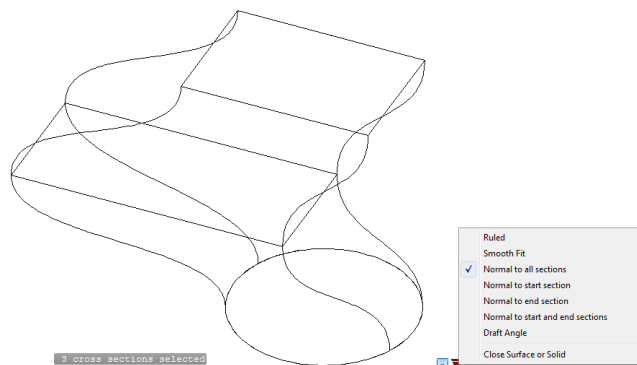 Ruled
Smooth Fit
Normal to all sections
Normal to start section
Normal to end section
Normal to start and end sections
Draft Angle
Close Surface or Solid
3 cross sections selected